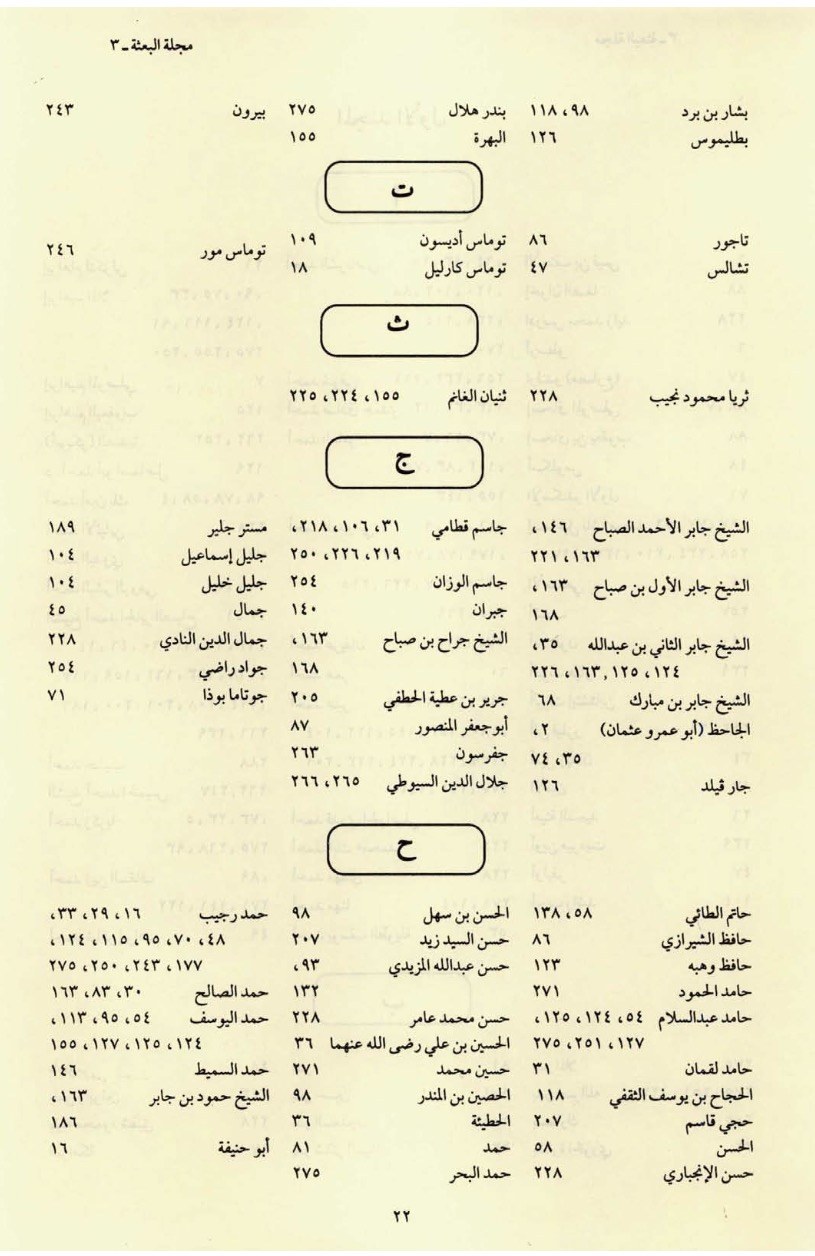 مجلة البعثة ـ ٣
بشار بن برد ٩٨، ١١٨
بطليموس ١٢٦
بندر هلال ٢٧٥
البهرة ١٥٥
بيرون ٢٤٣
ت
تاجور ٨٦
تشالس ٤٧
توماس أديسون ١٠٩
توماس كارليل ١٨
توماس مور ٢٤٦
ث
ثريا محمود نجيب ٢٢٨
ثنيان الغانم ١٥٥، ٢٢٤، ٢٢٥
ج
الشيخ جابر الأحمد الصباح ١٤٦،
١٦٣، ٢٢١
الشيخ جابر الأول بن صباح ١٦٣،
١٦٨
الشيخ جابر الثاني بن عبدالله ٣٥،
١٢٤، ١٢٥, ١٦٣، ٢٢٦
الشيخ جابر بن مبارك ٦٨
الجاحظ (أبو عمرو عثمان) ٢،
٣٥، ٧٤
جار ڤيلد ١٢٦
جاسم قطامي ٣١، ١٠٦، ٢١٨،
٢١٩، ٢٢٦، ٢٥٠
جاسم الوزان ٢٥٤
جبران ١٤٠
الشيخ جراح بن صباح ١٦٣،
١٦٨
جرير بن عطية الخطفي ٢٠٥
أبوجعفر المنصور ٨٧
جفرسون ٢٦٣
جلال الدين السيوطي ٢٦٥، ٢٦٦
مستر جلير ١٨٩
جليل إسماعيل ١٠٤
جليل خليل ١٠٤
جمال ٤٥
جمال الدين النادي ٢٢٨
جواد راضي ٢٥٤
جوتاما بوذا ٧١
ح
حاتم الطائي ٥٨، ١٣٨
حافظ الشيرازي ٨٦
حافظ وهبه ١٢٣
حامد الحمود ٢٧١
حامد عبدالسلام ٥٤، ١٢٤، ١٢٥،
١٢٧، ٢٥١، ٢٧٥
حامد لقمان ٣١
الحجاح بن يوسف الثقفي ١١٨
حجي قاسم ٢٠٧
الحسن ٥٨
حسن الإنجباري ٢٢٨
الحسن بن سهل ٩٨
حسن السيد زيد ٢٠٧
حسن عبدالله المزيدي ٩٣،
١٣٢
حسن محمد عامر ٢٢٨
الحسين بن علي رضى الله عنهما ٣٦
حسين محمد ٢٧١
الحصين بن المندر ٩٨
الحطيئة ٣٦
حمد ٨١
حمد البحر ٢٧٥
حمد رجيب ١٦، ٢٩، ٣٣،
٤٨، ٧٠، ٩٥، ١١٥، ١٢٤،
١٧٧، ٢٤٣، ٢٥٠، ٢٧٥
حمد الصالح ٣٠، ٨٣، ١٦٣
حمد اليوسف ٥٤، ٩٥، ١١٣،
١٢٤، ١٢٥، ١٢٧، ١٥٥
حمد السميط ١٤٦
الشيخ حمود بن جابر ١٦٣،
١٨٦
أبو حنيفة ١٦
٢٢